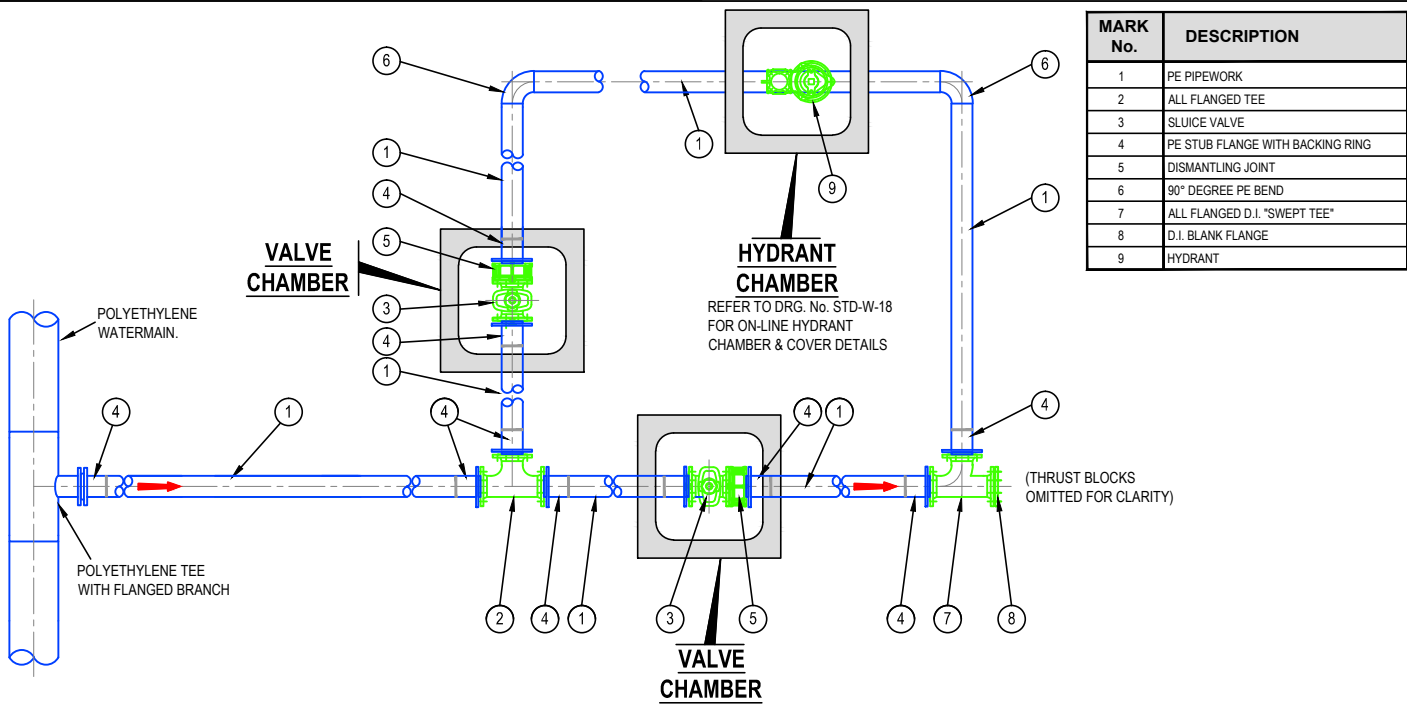 MARK No. DESCRIPTION
1 PE PIPEWORK
2 ALL FLANGED TEE
3 SLUICE VALVE
4 PE STUB FLANGE WITH BACKING RING
5 DISMANTLING JOINT
6 90° DEGREE PE BEND
7 ALL FLANGED D.I. "SWEPT TEE"
8 D.I. BLANK FLANGE
9 HYDRANT
6
6
1
1
9
4
1
5
VALVE
CHAMBER
HYDRANT
CHAMBER
REFER TO DRG. No. STD-W-18
FOR ON-LINE HYDRANT
CHAMBER & COVER DETAILS
3
POLYETHYLENE
WATERMAIN.
4
1
4
1
4
4
1
4
(THRUST BLOCKS
OMITTED FOR CLARITY)
POLYETHYLENE TEE
WITH FLANGED BRANCH
2
4
1
3
5
4
7
8
VALVE
CHAMBER